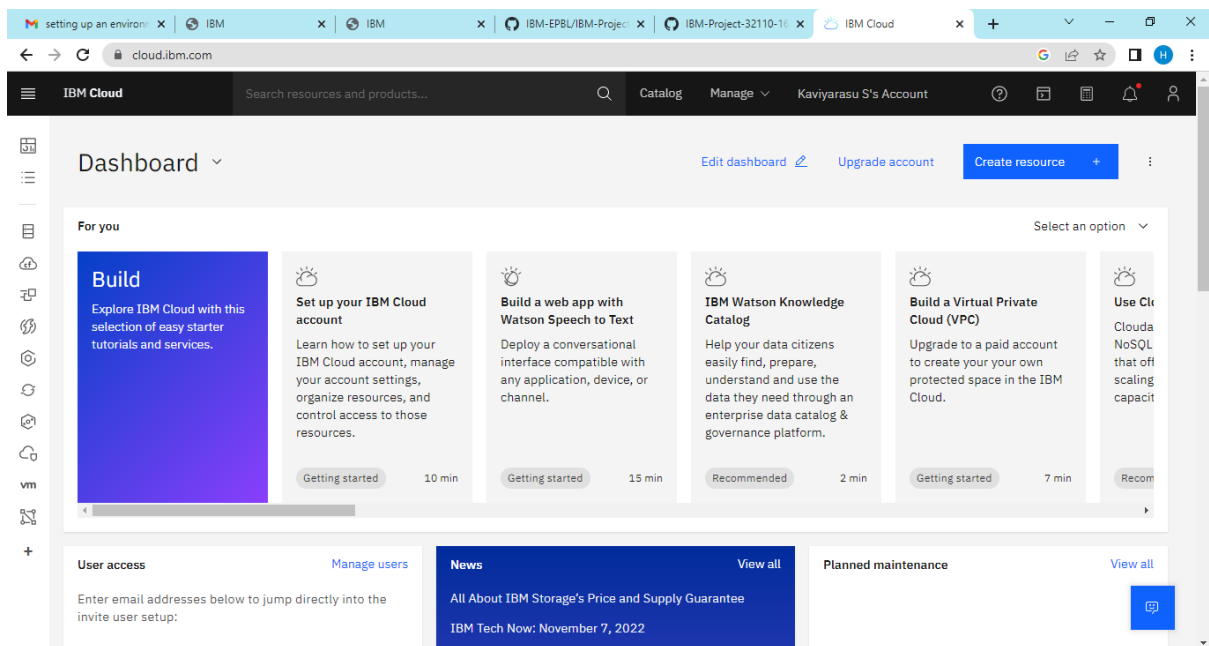 setting up an environ
IBM
IBM
IBM-EPBL/IBM-Project
IBM-Project-32110-16
IBM Cloud
cloud.ibm.com
H
IBM Cloud
Search resources and products...
Catalog
Manage
Kaviyarasu S's Account
Dashboard
Edit dashboard
Upgrade account
Create resource +
For you
Select an option
Build
Explore IBM Cloud with this
selection of easy starter
tutorials and services.
Set up your IBM Cloud
account
Learn how to set up your
IBM Cloud account, manage
your account settings,
organize resources, and
control access to those
resources.
Getting started
10 min
Build a web app with
Watson Speech to Text
Deploy a conversational
interface compatible with
any application, device, or
channel.
Getting started
15 min
IBM Watson Knowledge
Catalog
Help your data citizens
easily find, prepare,
understand and use the
data they need through an
enterprise data catalog &
governance platform.
Recommended
2 min
Build a Virtual Private
Cloud (VPC)
Upgrade to a paid account
to create your your own
protected space in the IBM
Cloud.
Getting started
7 min
Use Clo
Clouda
NoSQL
that off
scaling
capacit
Recom
vm
User access
Manage users
Enter email addresses below to jump directly into the
invite user setup:
News
View all
All About IBM Storage's Price and Supply Guarantee
IBM Tech Now: November 7, 2022
Planned maintenance
View all